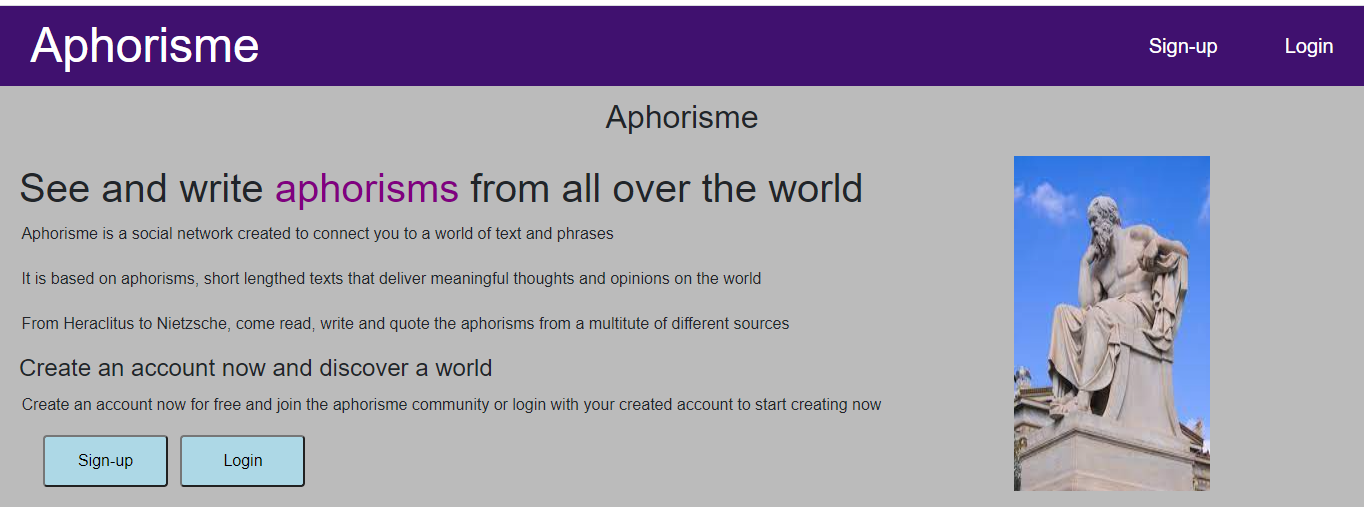 Aphorisme
Sign-up
Login
Aphorisme
See and write aphorisms from all over the world
Aphorisme is a social network created to connect you to a world of text and phrases
It is based on aphorisms, short lengthed texts that deliver meaningful thoughts and opinions on the world
From Heraclitus to Nietzsche, come read, write and quote the aphorisms from a multitute of different sources
Create an account now and discover a world
Create an account now for free and join the aphorisme community or login with your created account to start creating now
Sign-up
Login